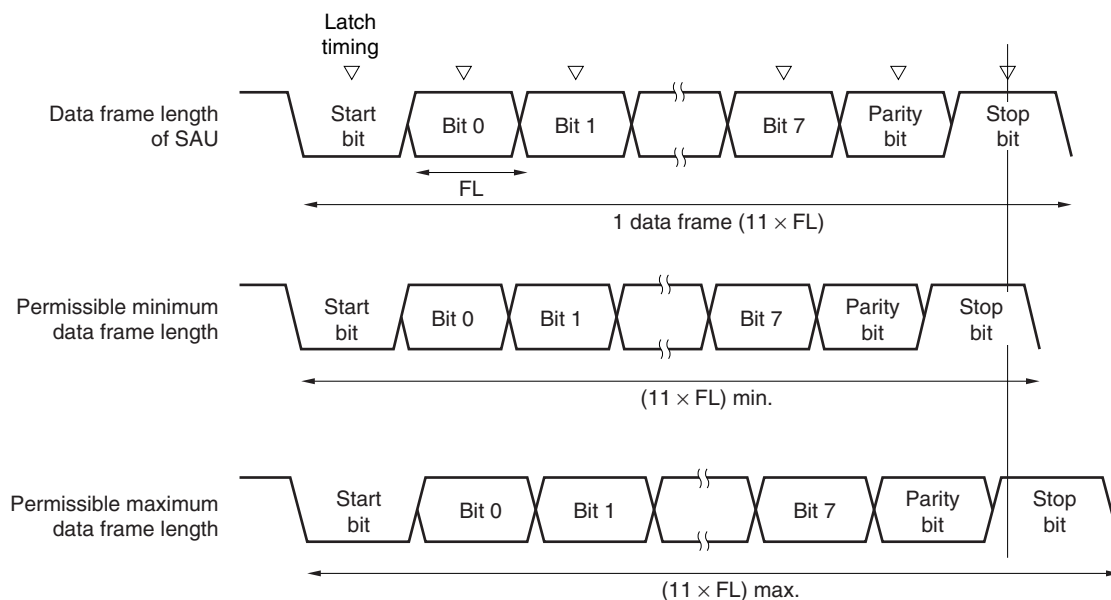 Latch
timing
Data frame length
of SAU
Start
bit
Bit 0
Bit 1
Bit 7
Parity
bit
Stop
bit
FL
1 data frame (11 × FL)
Permissible minimum
data frame length
Start
bit
Bit 0
Bit 1
Bit 7
Parity
bit
Stop
bit
(11 × FL) min.
Permissible maximum
data frame length
Start
bit
Bit 0
Bit 1
Bit 7
Parity
bit
Stop
bit
(11 × FL) max.